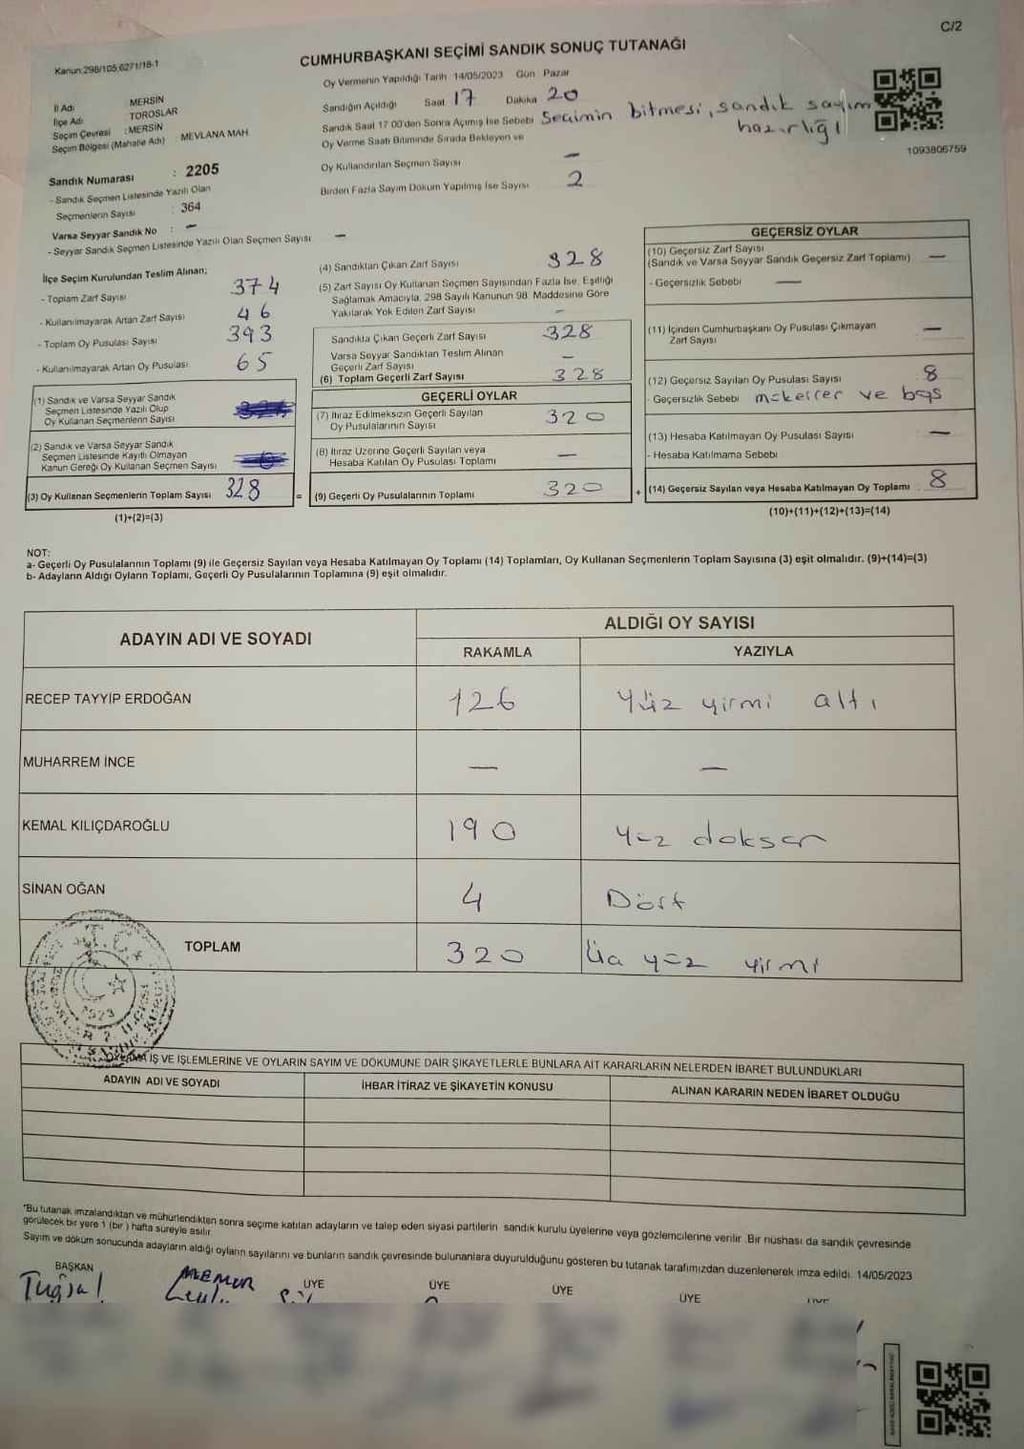 C/2
Kanun:298/105,6271/18-1
CUMHURBAŞKANI SEÇİMİ SANDIK SONUÇ TUTANAĞI
Oy Vermenin Yapıldığı Tarih 14/05/2023 Gün Pazar
İl Adı MERSİN
İlçe Adı TOROSLAR
Seçim Çevresi :MERSİN
Seçim Bölgesi (Mahalle Adı) : MEVLANA MAH.
Sandık Numarası : 2205
- Sandık Seçmen Listesinde Yazılı Olan
Seçmenlerin Sayısı : 364
Varsa Seyyar Sandık No : —
- Seyyar Sandık Seçmen Listesinde Yazılı Olan Seçmen Sayısı —
Sandığın Açıldığı Saat 17 Dakika 20
Sandık Saat 17:00'den Sonra Açılmış İse Sebebi Seçimin bitmesi, sandık sayım
hazırlığı
Oy Verme Saati Bitiminde Sırada Bekleyen ve
Oy Kullandırılan Seçmen Sayısı —
Birden Fazla Sayım Döküm Yapılmış İse Sayısı 2
1093806759
İlçe Seçim Kurulundan Teslim Alınan;
- Toplam Zarf Sayısı 374
- Kullanılmayarak Artan Zarf Sayısı 46
- Toplam Oy Pusulası Sayısı 393
- Kullanılmayarak Artan Oy Pusulası 65
(1) Sandık ve Varsa Seyyar Sandık
Seçmen Listesinde Yazılı Olup
Oy Kullanan Seçmenlerin Sayısı
(2) Sandık ve Varsa Seyyar Sandık
Seçmen Listesinde Kayıtlı Olmayan
Kanun Gereği Oy Kullanan Seçmen Sayısı
(3) Oy Kullanan Seçmenlerin Toplam Sayısı 328
(1)+(2)=(3)
(4) Sandıktan Çıkan Zarf Sayısı 328
(5) Zarf Sayısı Oy Kullanan Seçmen Sayısından Fazla İse, Eşitliği
Sağlamak Amacıyla, 298 Sayılı Kanunun 98. Maddesine Göre
Yakılarak Yok Edilen Zarf Sayısı —
Sandıkta Çıkan Geçerli Zarf Sayısı 328
Varsa Seyyar Sandıktan Teslim Alınan
Geçerli Zarf Sayısı —
(6) Toplam Geçerli Zarf Sayısı 328
GEÇERLİ OYLAR
(7) İtiraz Edilmeksizin Geçerli Sayılan
Oy Pusulalarının Sayısı 320
(8) İtiraz Üzerine Geçerli Sayılan veya
Hesaba Katılan Oy Pusulası Toplamı —
= (9) Geçerli Oy Pusulalarının Toplamı 320
GEÇERSİZ OYLAR
(10) Geçersiz Zarf Sayısı
(Sandık ve Varsa Seyyar Sandık Geçersiz Zarf Toplamı) —
- Geçersizlik Sebebi —
(11) İçinden Cumhurbaşkanı Oy Pusulası Çıkmayan
Zarf Sayısı —
(12) Geçersiz Sayılan Oy Pusulası Sayısı 8
- Geçersizlik Sebebi ve boş
(13) Hesaba Katılmayan Oy Pusulası Sayısı —
- Hesaba Katılmama Sebebi
+ (14) Geçersiz Sayılan veya Hesaba Katılmayan Oy Toplamı 8
(10)+(11)+(12)+(13)=(14)
NOT:
a- Geçerli Oy Pusulalarının Toplamı (9) ile Geçersiz Sayılan veya Hesaba Katılmayan Oy Toplamı (14) Toplamları, Oy Kullanan Seçmenlerin Toplam Sayısına (3) eşit olmalıdır. (9)+(14)=(3)
b- Adayların Aldığı Oyların Toplamı, Geçerli Oy Pusulalarının Toplamına (9) eşit olmalıdır.
ADAYIN ADI VE SOYADI
ALDIĞI OY SAYISI
RAKAMLA YAZIYLA
RECEP TAYYİP ERDOĞAN 126 Yüz yirmi altı
MUHARREM İNCE — —
KEMAL KILIÇDAROĞLU 190 Yüz doksan
SİNAN OĞAN 4 Dört
TOPLAM 320 Üç yüz yirmi
T.C.
OYLAMA İŞ VE İŞLEMLERİNE VE OYLARIN SAYIM VE DÖKÜMÜNE DAİR ŞİKAYETLERLE BUNLARA AİT KARARLARIN NELERDEN İBARET BULUNDUKLARI
ADAYIN ADI VE SOYADI İHBAR İTİRAZ VE ŞİKAYETİN KONUSU ALINAN KARARIN NEDEN İBARET OLDUĞU
*Bu tutanak imzalandıktan ve mühürlendikten sonra seçime katılan adayların ve talep eden siyasi partilerin sandık kurulu üyelerine veya gözlemcilerine verilir. Bir nüshası da sandık çevresinde
görülecek bir yere 1 (bir ) hafta süreyle asılır.
Sayım ve döküm sonucunda adayların aldığı oyların sayılarını ve bunların sandık çevresinde bulunanlara duyurulduğunu gösteren bu tutanak tarafımızdan düzenlenerek imza edildi. 14/05/2023
BAŞKAN MEMUR ÜYE ÜYE ÜYE ÜYE ÜYE